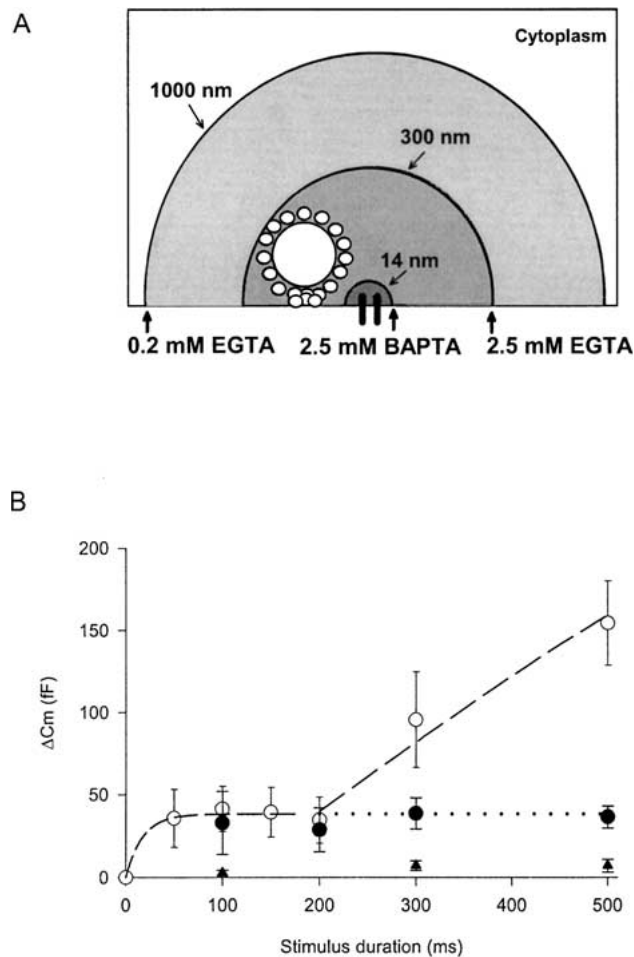 A
Cytoplasm
1000 nm
300 nm
14 nm
0.2 mM EGTA 2.5 mM BAPTA 2.5 mM EGTA
B
200
150
100
50
0
ΔCm (fF)
0 100 200 300 400 500
Stimulus duration (ms)